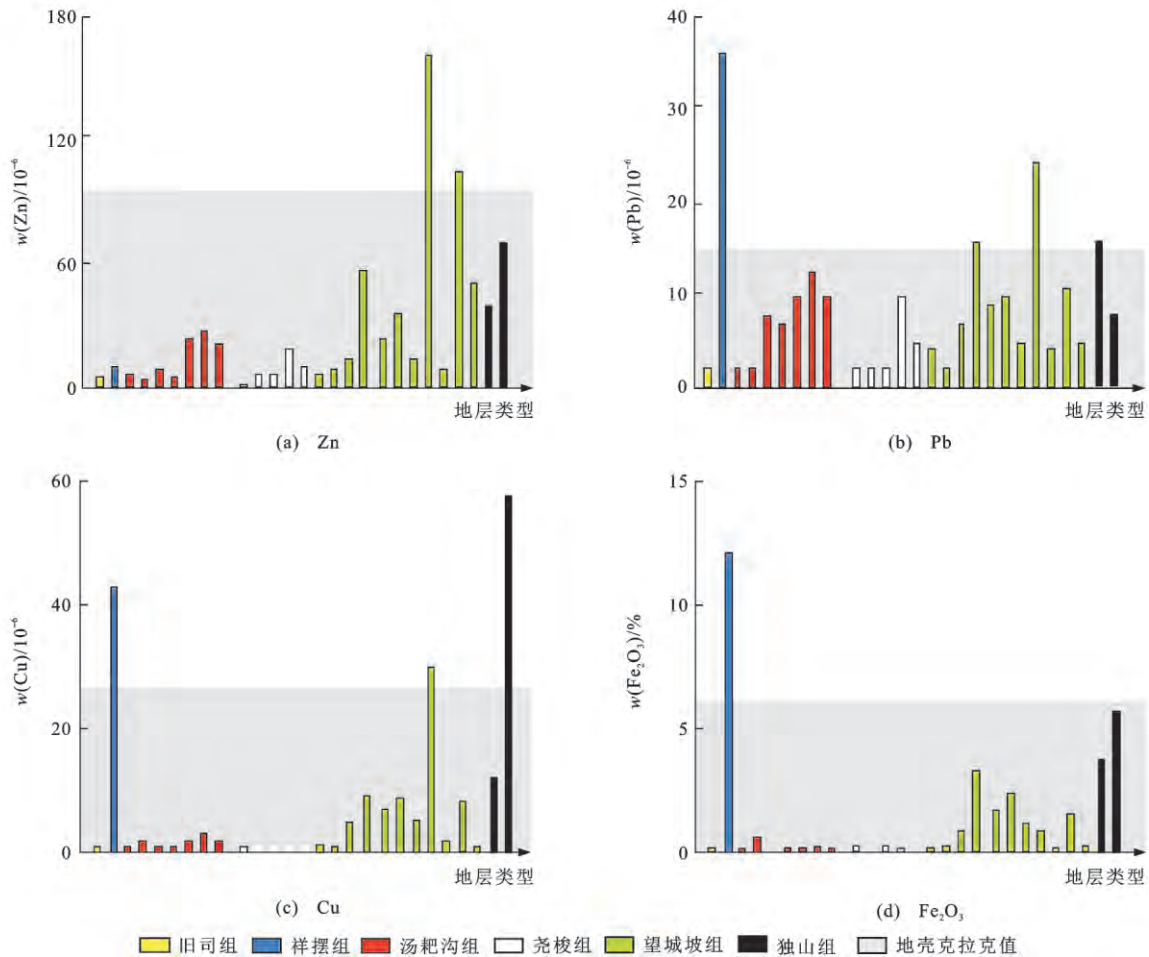 180
120
60
0
w(Zn)/10⁻⁶
地层类型
(a) Zn
40
30
20
10
0
w(Pb)/10⁻⁶
地层类型
(b) Pb
60
40
20
0
w(Cu)/10⁻⁶
地层类型
(c) Cu
15
10
5
0
w(Fe₂O₃)/%
地层类型
(d) Fe₂O₃
旧司组 祥摆组 汤耙沟组 尧梭组 望城坡组 独山组 地壳克拉克值